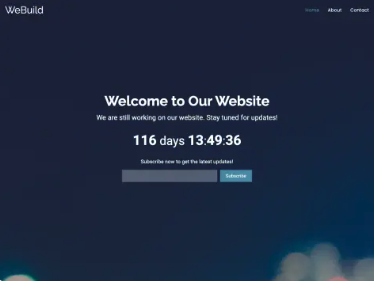 WeBuild
Home About Contact
Welcome to Our Website
We are still working on our website. Stay tuned for updates!
116 days 13:49:36
Subscribe now to get the latest updates!
Subscribe